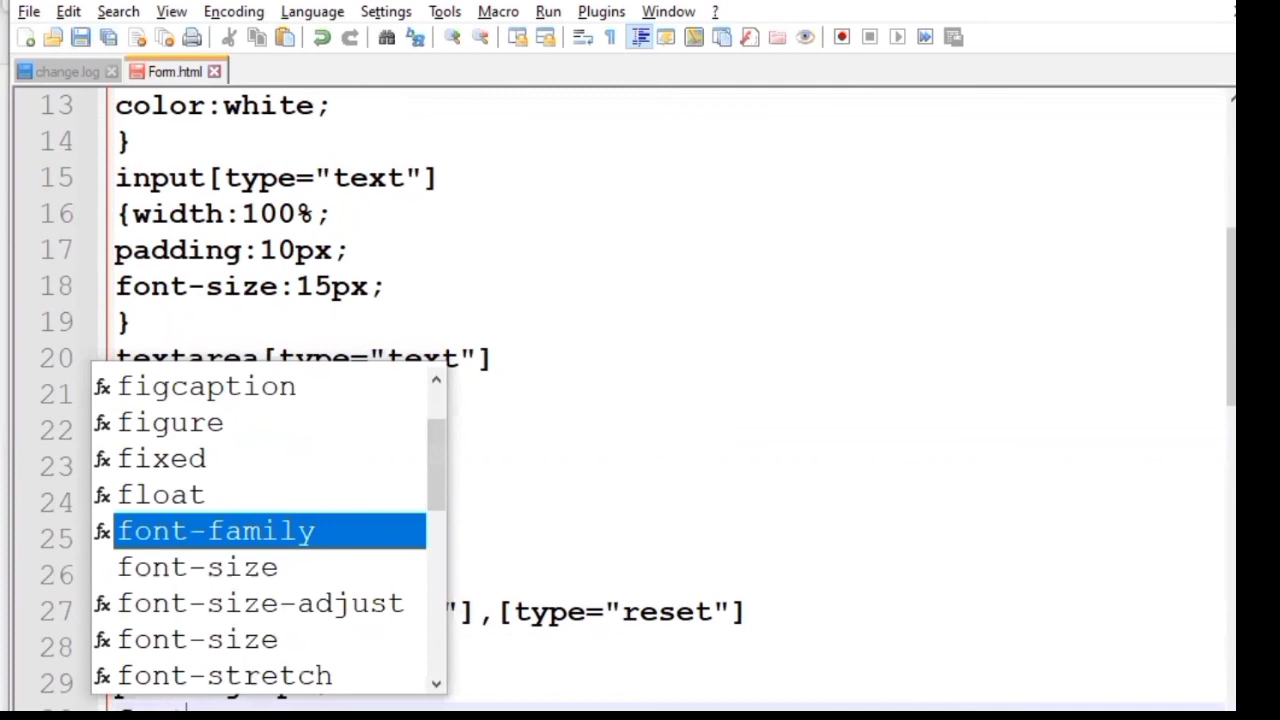 File Edit Search View Encoding Language Settings Tools Macro Run Plugins Window ?
change.log Form.html
13 color:white;
14 }
15 input[type="text"]
16 {width:100%;
17 padding:10px;
18 font-size:15px;
19 }
20 textarea[type="text"]
21 figcaption
22 figure
23 fixed
24 float
25 font-family
26 font-size
27 font-size-adjust "],[type="reset"]
28 font-size
29 font-stretch